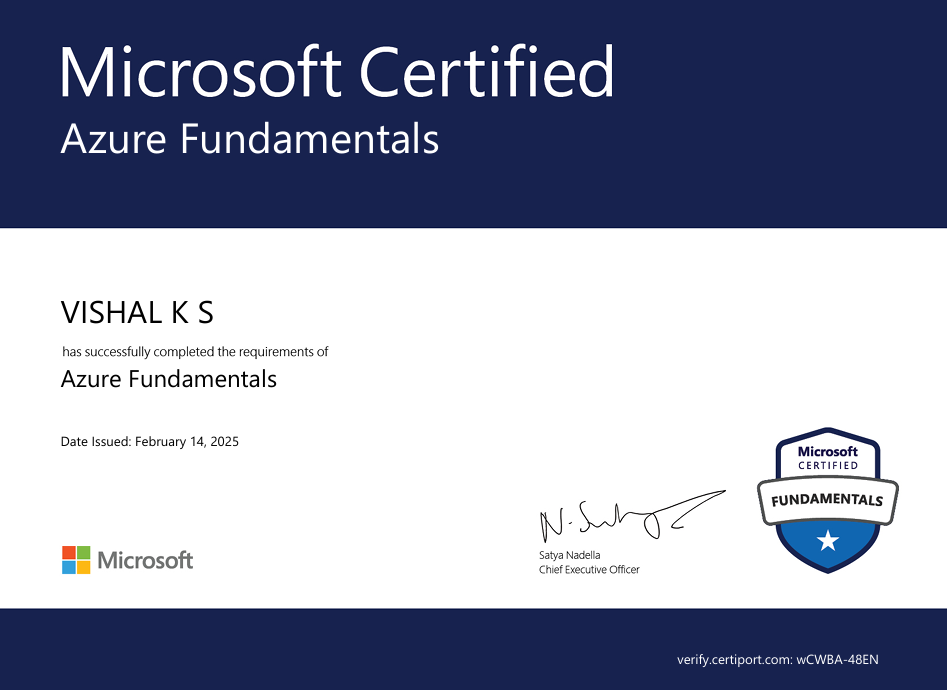 Microsoft Certified
Azure Fundamentals
VISHAL K S
has successfully completed the requirements of
Azure Fundamentals
Date Issued: February 14, 2025
Microsoft
CERTIFIED
FUNDAMENTALS
Satya Nadella
Chief Executive Officer
Microsoft
verify.certiport.com: wCWBA-48EN